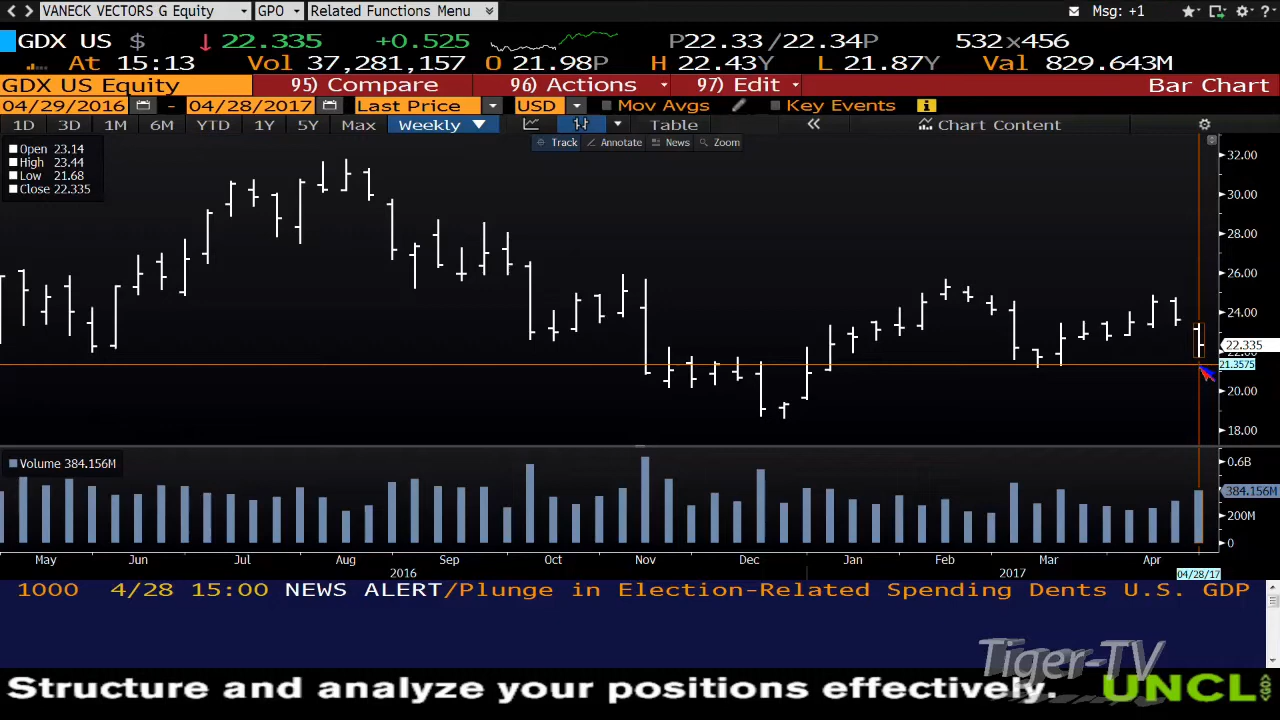 VANECK VECTORS G Equity GPO Related Functions Menu Msg: +1 ?
GDX US $ ↓ 22.335 +0.525 P22.33 /22.34P 532x456
At 15:13 Vol 37,281,157 O 21.98P H 22.43Y L 21.87Y Val 829.643M
GDX US Equity 95) Compare 96) Actions 97) Edit Bar Chart
04/29/2016 - 04/28/2017 Last Price USD Mov Avgs Key Events i
1D 3D 1M 6M YTD 1Y 5Y Max Weekly ▼ Table « Chart Content
Track Annotate News Zoom
Open 23.14
High 23.44
Low 21.68
Close 22.335
32.00
30.00
28.00
26.00
24.00
22.335
22.00
21.3575
20.00
18.00
Volume 384.156M
0.6B
384.156M
200M
0
May Jun Jul Aug Sep Oct Nov Dec Jan Feb Mar Apr 04/28/17
2016 2017
1000 4/28 15:00 NEWS ALERT/Plunge in Election-Related Spending Dents U.S. GDP
Tiger-TV
Structure and analyze your positions effectively. UNCL